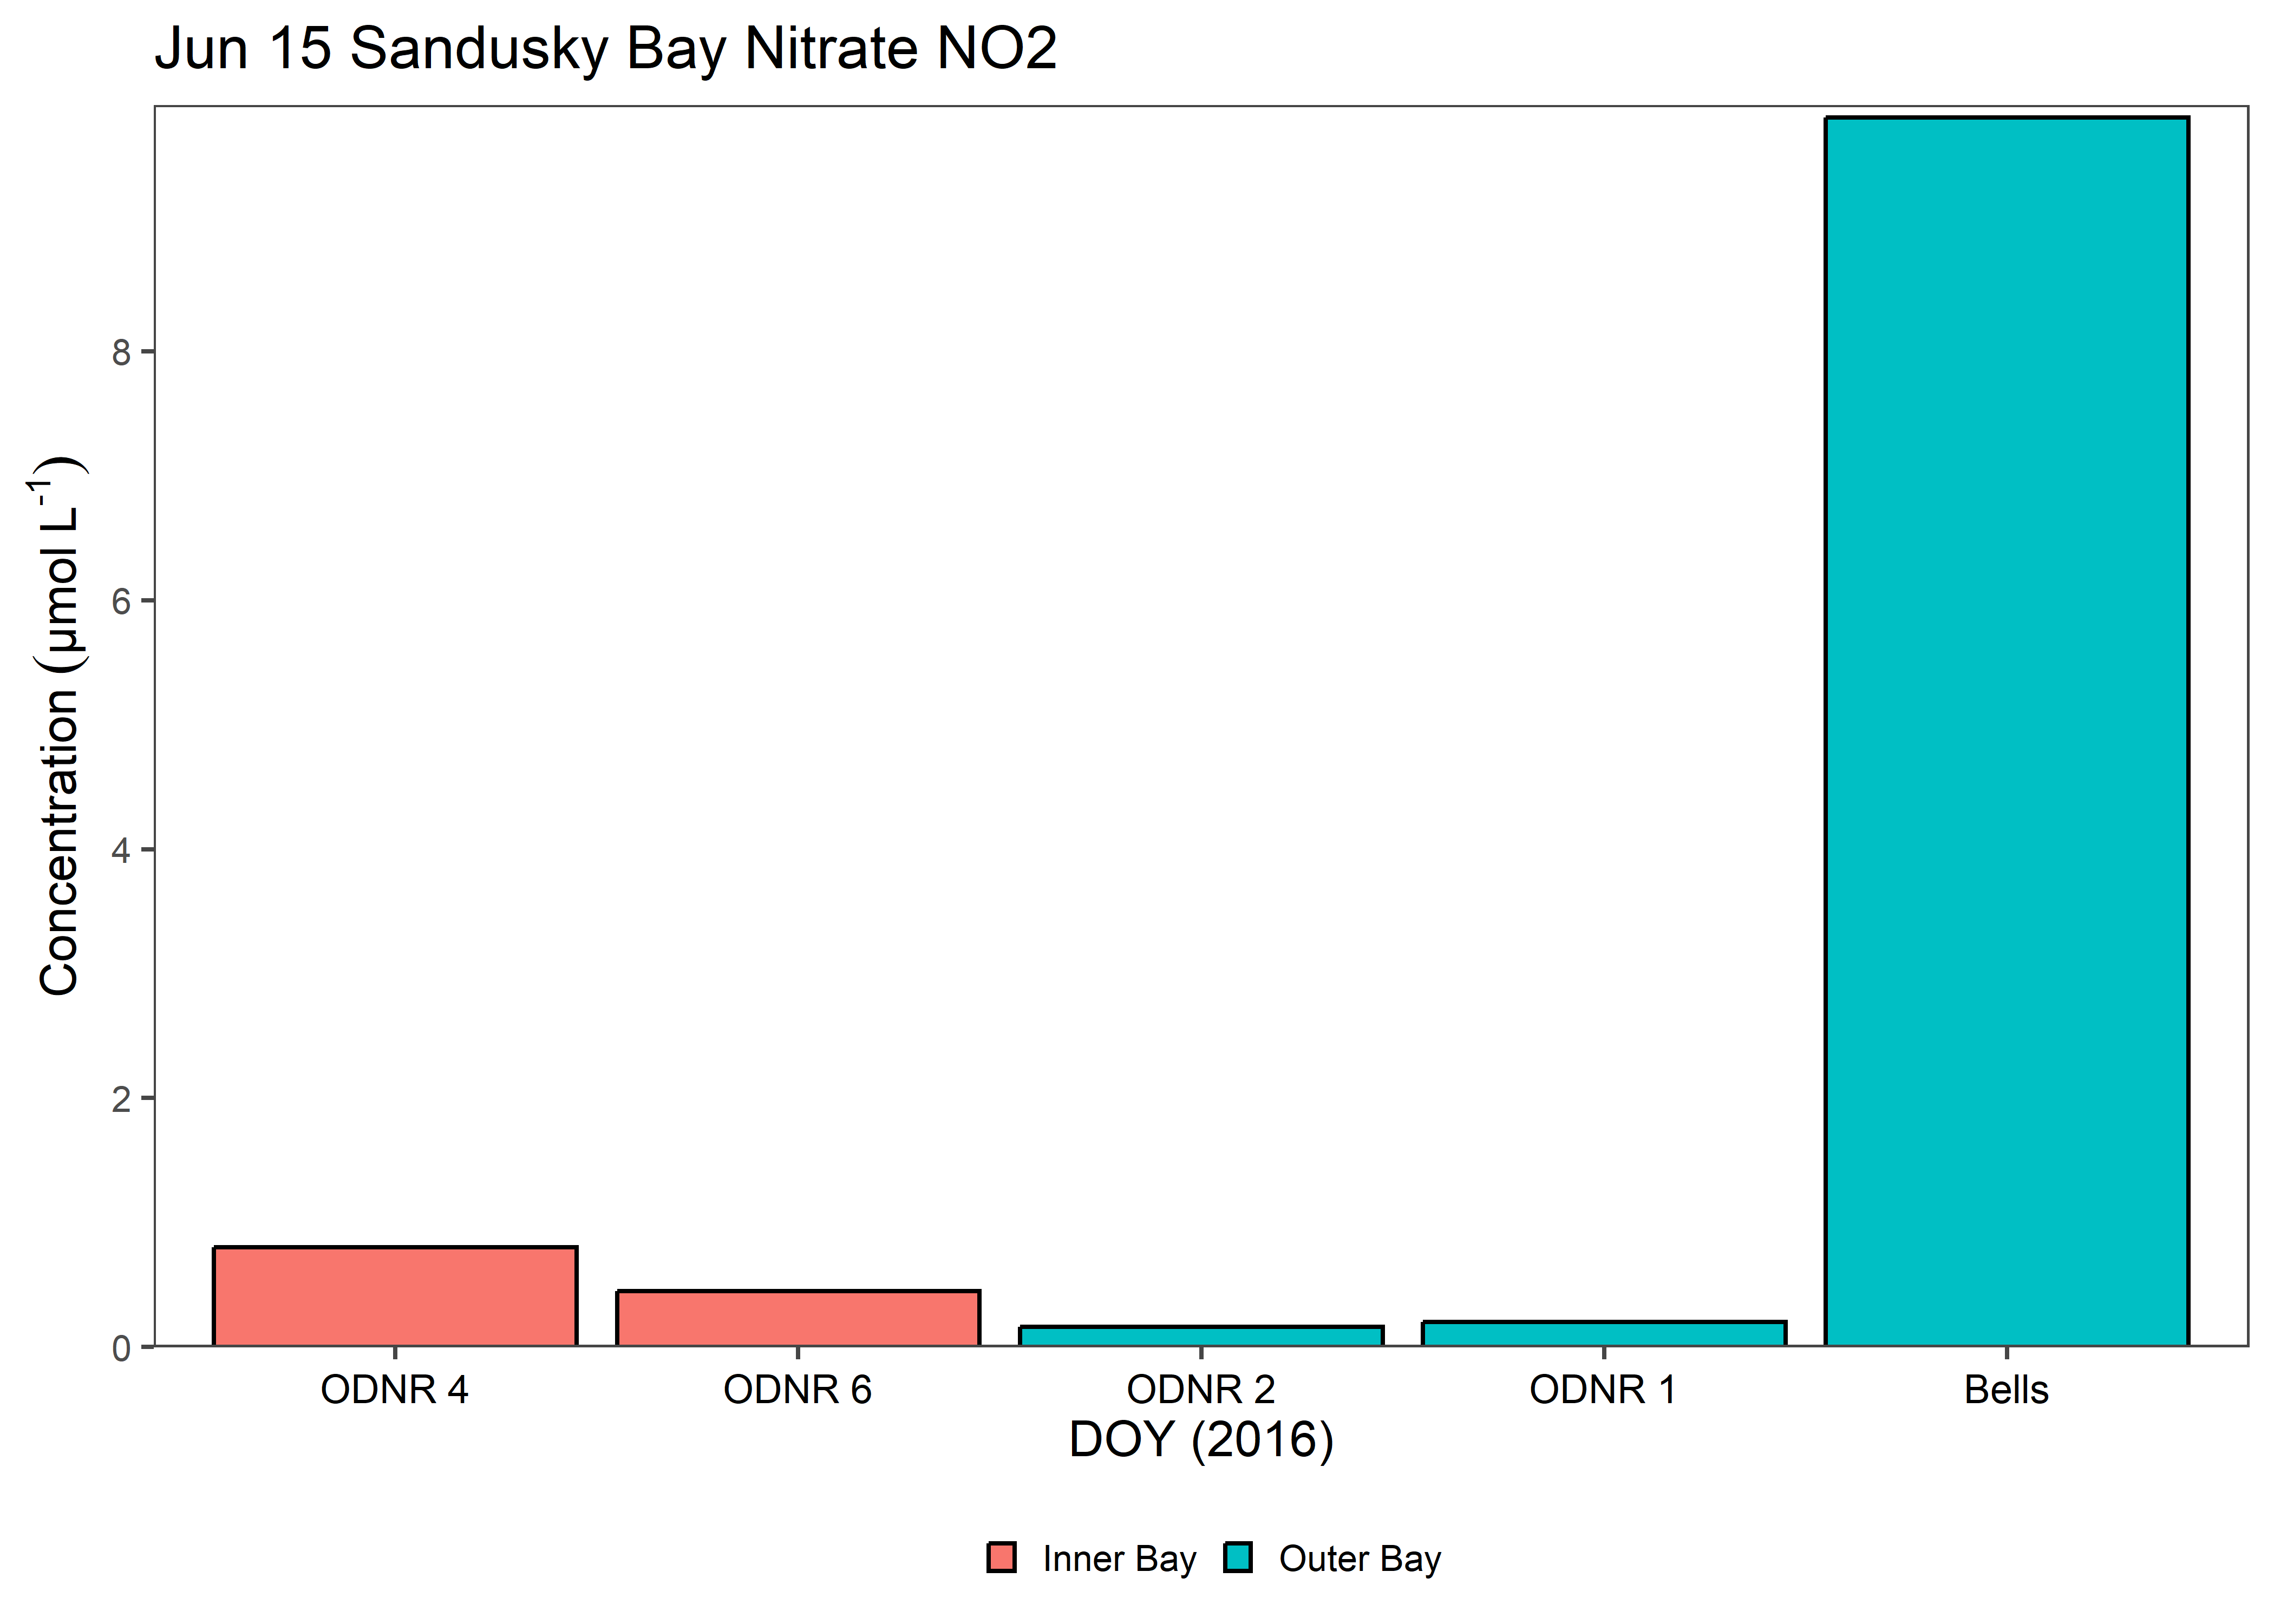 Jun 15 Sandusky Bay Nitrate NO2
Concentration (µmol L⁻¹)
8
6
4
2
0
ODNR 4 ODNR 6 ODNR 2 ODNR 1 Bells
DOY (2016)
Inner Bay Outer Bay